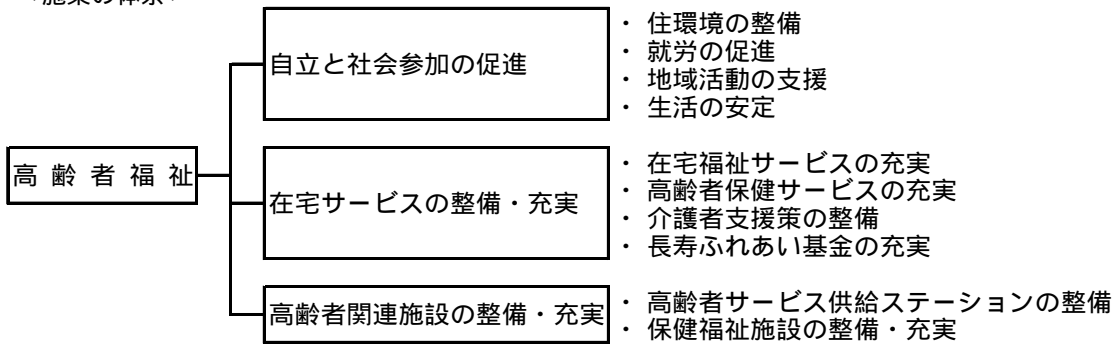 ・ 住環境の整備
自立と社会参加の促進
・ 就労の促進
・ 地域活動の支援
・ 生活の安定
高 齢 者 福 祉
在宅サービスの整備・充実
・ 在宅福祉サービスの充実
・ 高齢者保健サービスの充実
・ 介護者支援策の整備
・ 長寿ふれあい基金の充実
高齢者関連施設の整備・充実
・ 高齢者サービス供給ステーションの整備
・ 保健福祉施設の整備・充実